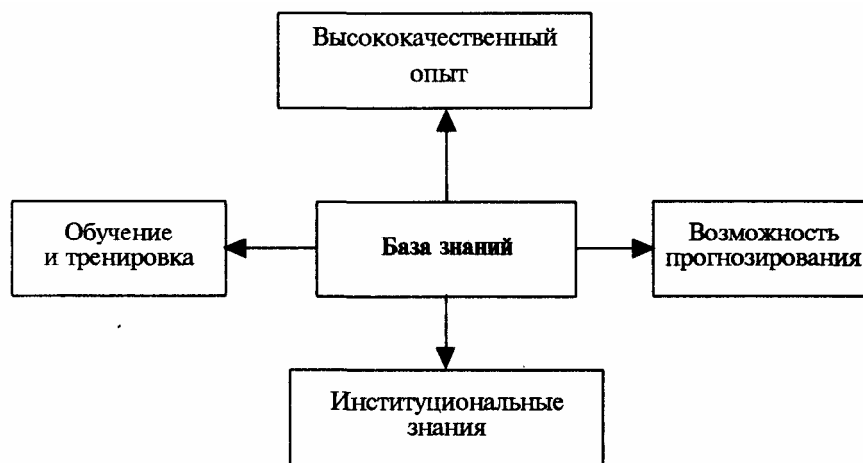 Высококачественный
опыт
Обучение
и тренировка
База знаний
Возможность
прогнозирования
Институциональные
знания